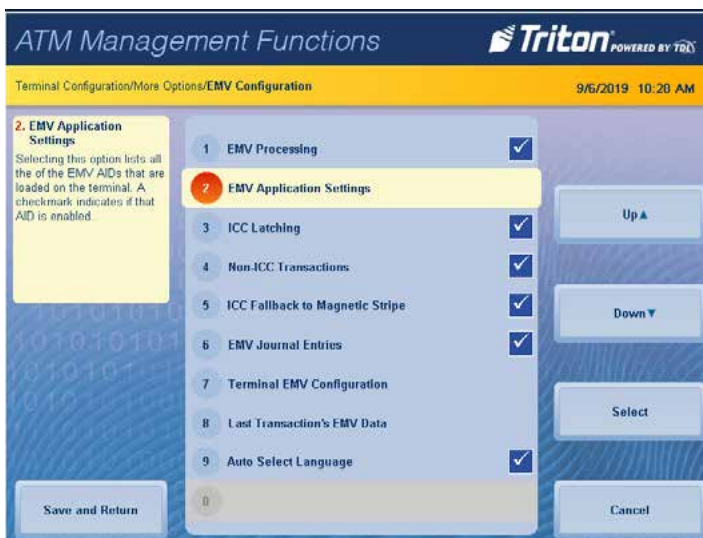 ATM Management Functions
Triton POWERED BY TDL
Terminal Configuration/More Options/EMV Configuration
9/6/2019 10:20 AM
2. EMV Application
Settings
Selecting this option lists all
the of the EMV AIDs that are
loaded on the terminal. A
checkmark indicates if that
AID is enabled.
1 EMV Processing
2 EMV Application Settings
3 ICC Latching
4 Non-ICC Transactions
5 ICC Fallback to Magnetic Stripe
6 EMV Journal Entries
7 Terminal EMV Configuration
8 Last Transaction's EMV Data
9 Auto Select Language
0
Up
Down
Select
Save and Return
Cancel